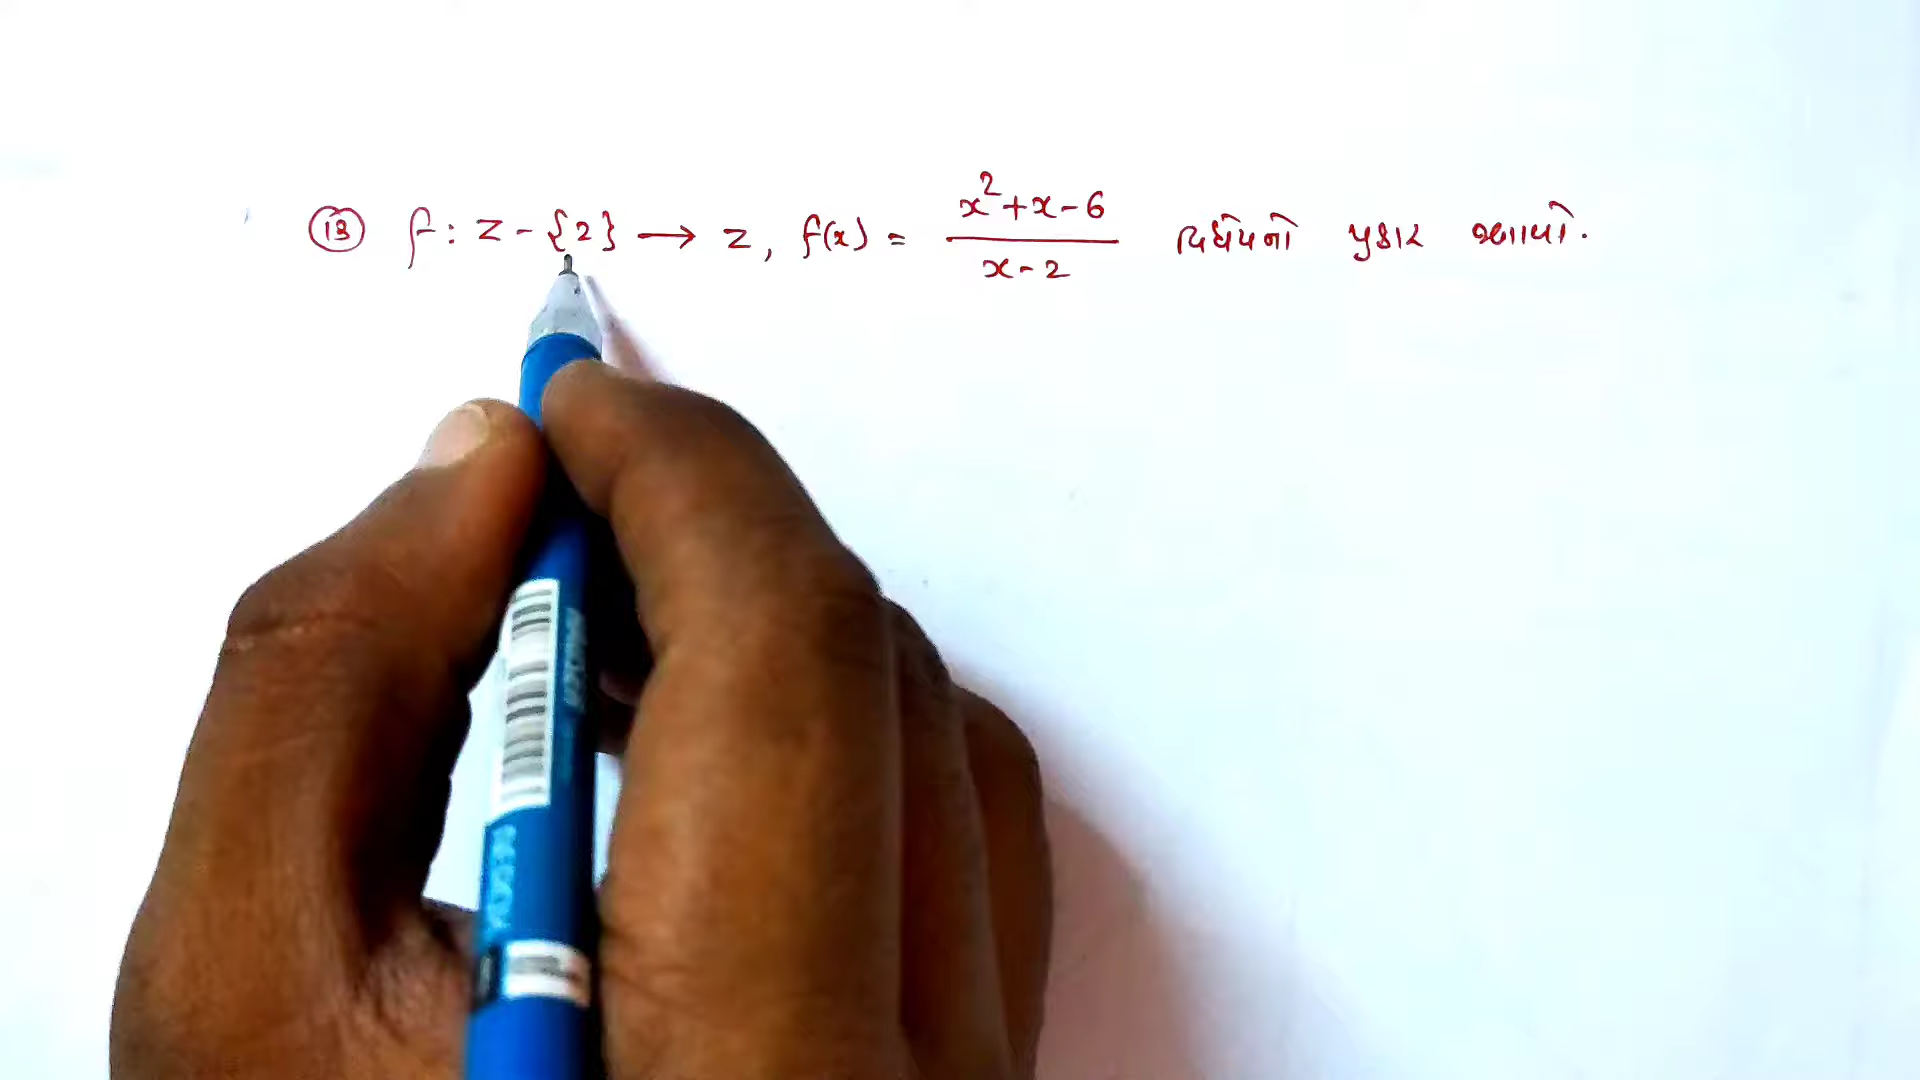 (13) f : Z - {2} → Z, f(x) = (x² + x - 6)/(x - 2) વિધેયનો પ્રકાર જણાવો.